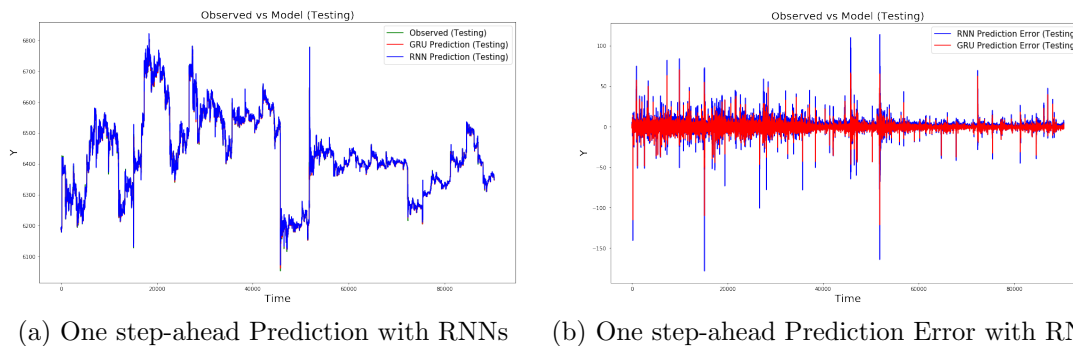 Observed vs Model (Testing)
Observed (Testing)
GRU Prediction (Testing)
RNN Prediction (Testing)
6800
6700
6600
6500
6400
6300
6200
6100
Y
0
20000
40000
60000
80000
Time
(a) One step-ahead Prediction with RNNs
Observed vs Model (Testing)
RNN Prediction Error (Testing
GRU Prediction Error (Testing
100
50
0
−50
−100
−150
Y
0
20000
40000
60000
80000
Time
(b) One step-ahead Prediction Error with RN